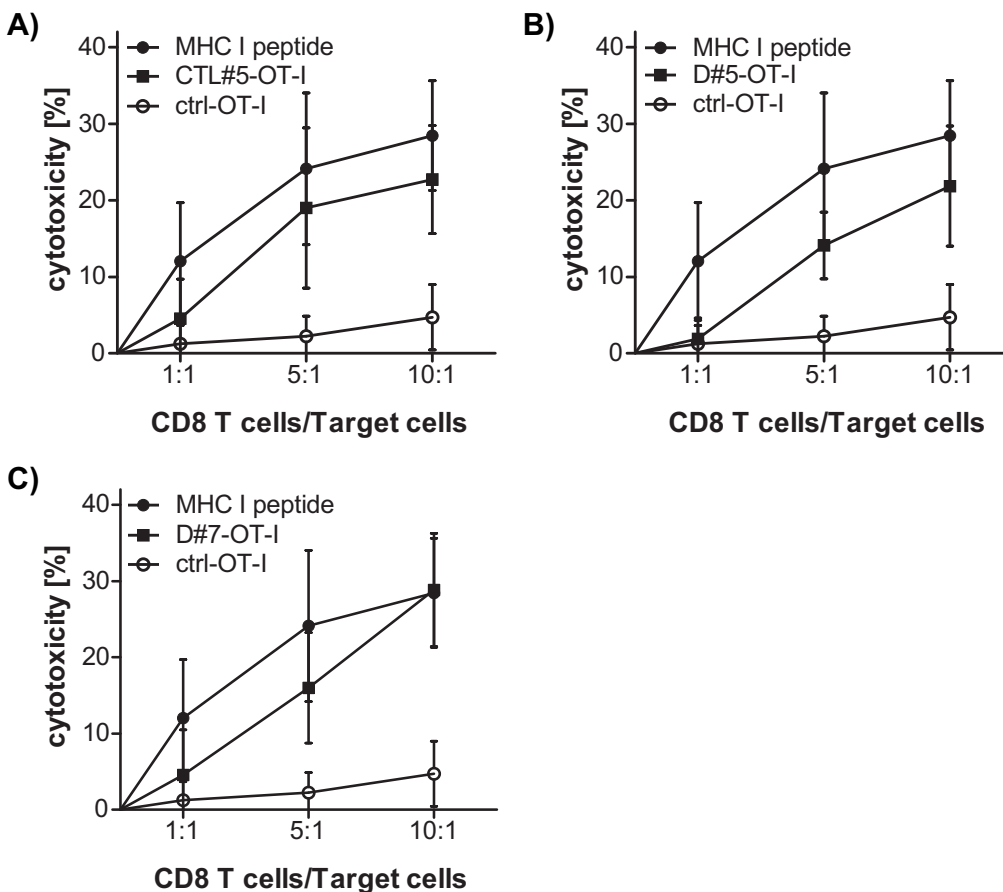 A)
40
30
20
10
0
cytotoxicity [%]
MHC I peptide
CTL#5-OT-I
ctrl-OT-I
1:1 5:1 10:1
CD8 T cells/Target cells
B)
40
30
20
10
0
cytotoxicity [%]
MHC I peptide
D#5-OT-I
ctrl-OT-I
1:1 5:1 10:1
CD8 T cells/Target cells
C)
40
30
20
10
0
cytotoxicity [%]
MHC I peptide
D#7-OT-I
ctrl-OT-I
1:1 5:1 10:1
CD8 T cells/Target cells